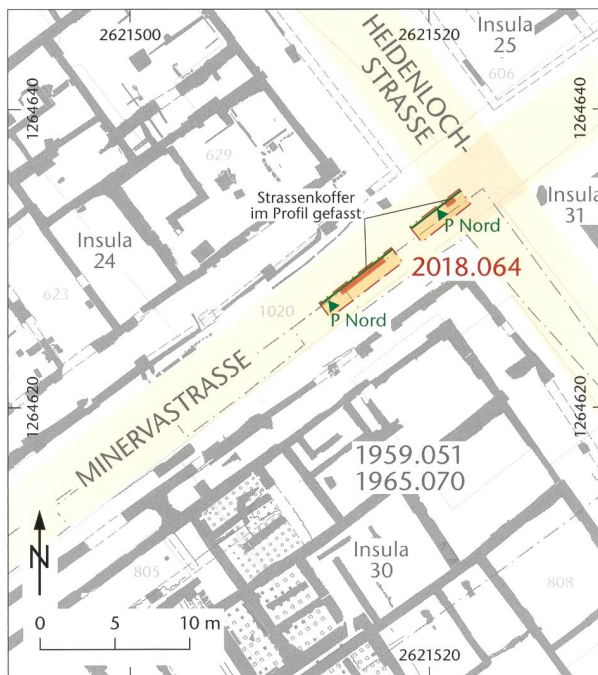 2621500
2621520
Insula
25
606
1264640
1264640
HEIDENLOCH-
STRASSE
629
Strassenkoffer
im Profil gefasst
Insula
31
P Nord
Insula
24
2018.064
623
1020
P Nord
1264620
1264620
MINERVASTRASSE
1959.051
1965.070
N
Insula
30
805
808
0 5 10 m
2621520